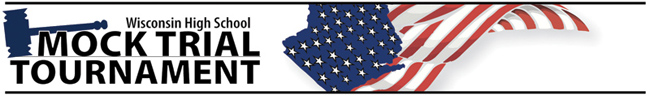 Wisconsin High School
MOCK TRIAL
TOURNAMENT